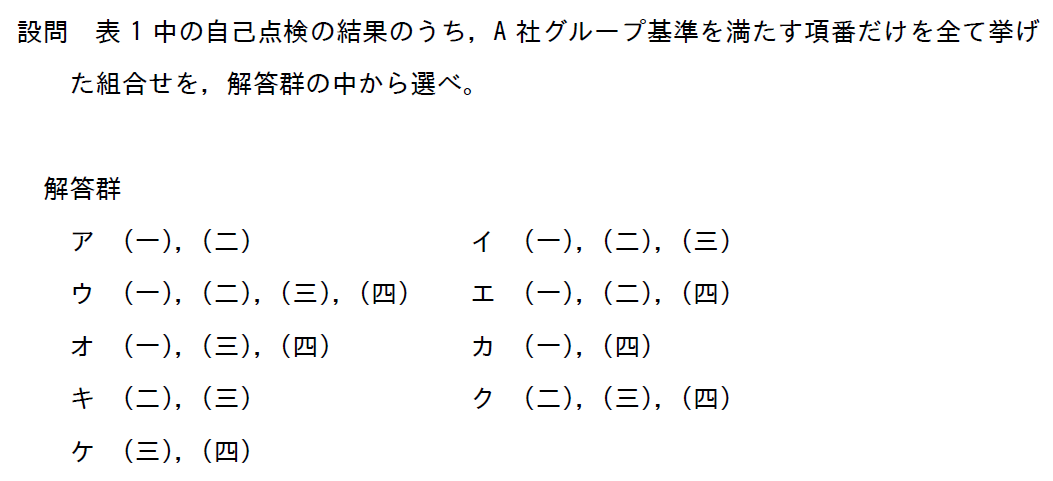 設問　表1中の自己点検の結果のうち，A社グループ基準を満たす項番だけを全て挙げ
た組合せを，解答群の中から選べ。
解答群
ア　(一)，(二)　イ　(一)，(二)，(三)
ウ　(一)，(二)，(三)，(四)　エ　(一)，(二)，(四)
オ　(一)，(三)，(四)　カ　(一)，(四)
キ　(二)，(三)　ク　(二)，(三)，(四)
ケ　(三)，(四)